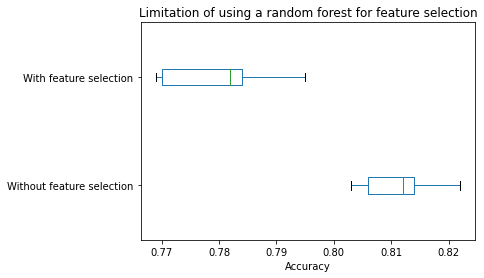 Limitation of using a random forest for feature selection
With feature selection
Without feature selection
0.77 0.78 0.79 0.80 0.81 0.82
Accuracy